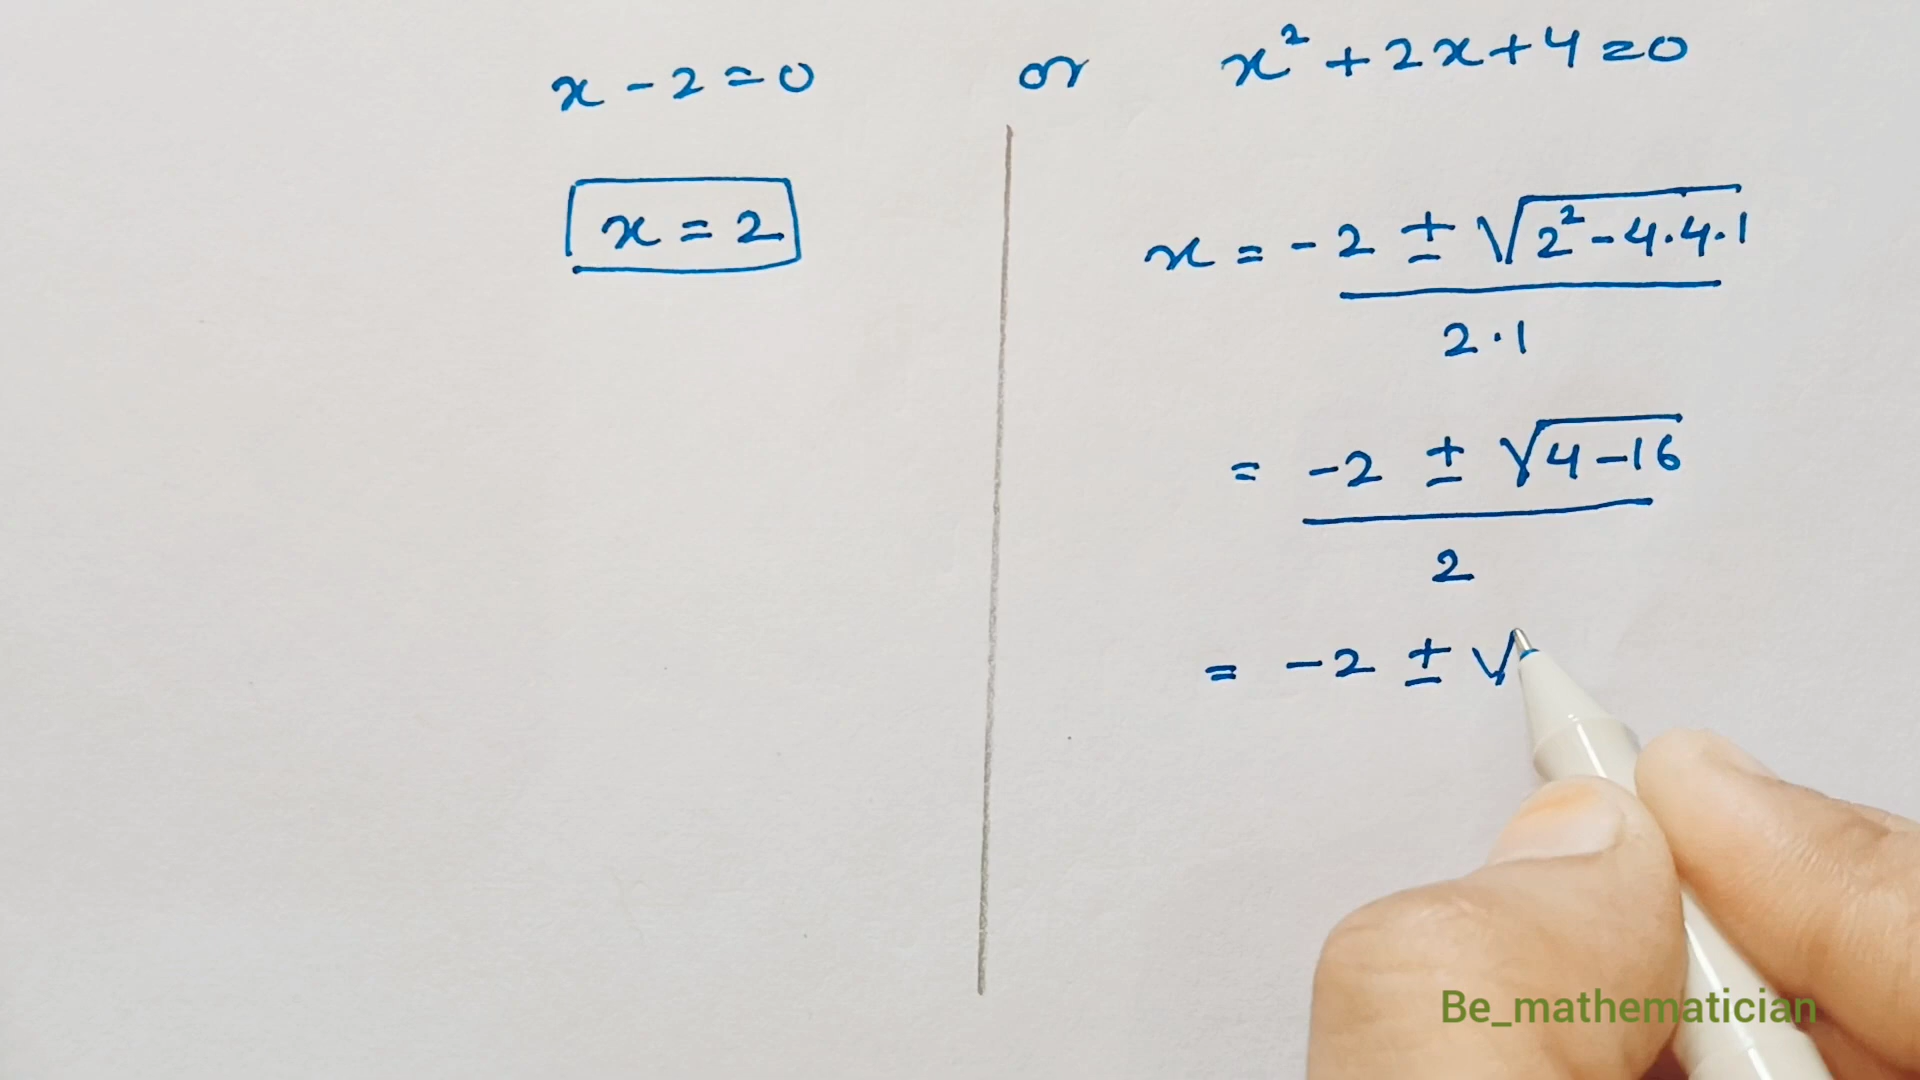 x - 2 = 0 or x² + 2x + 4 = 0
x = 2
x = -2 ± √2² - 4·4·1
2·1
= -2 ± √4 - 16
2
= -2 ± √
Be_mathematician